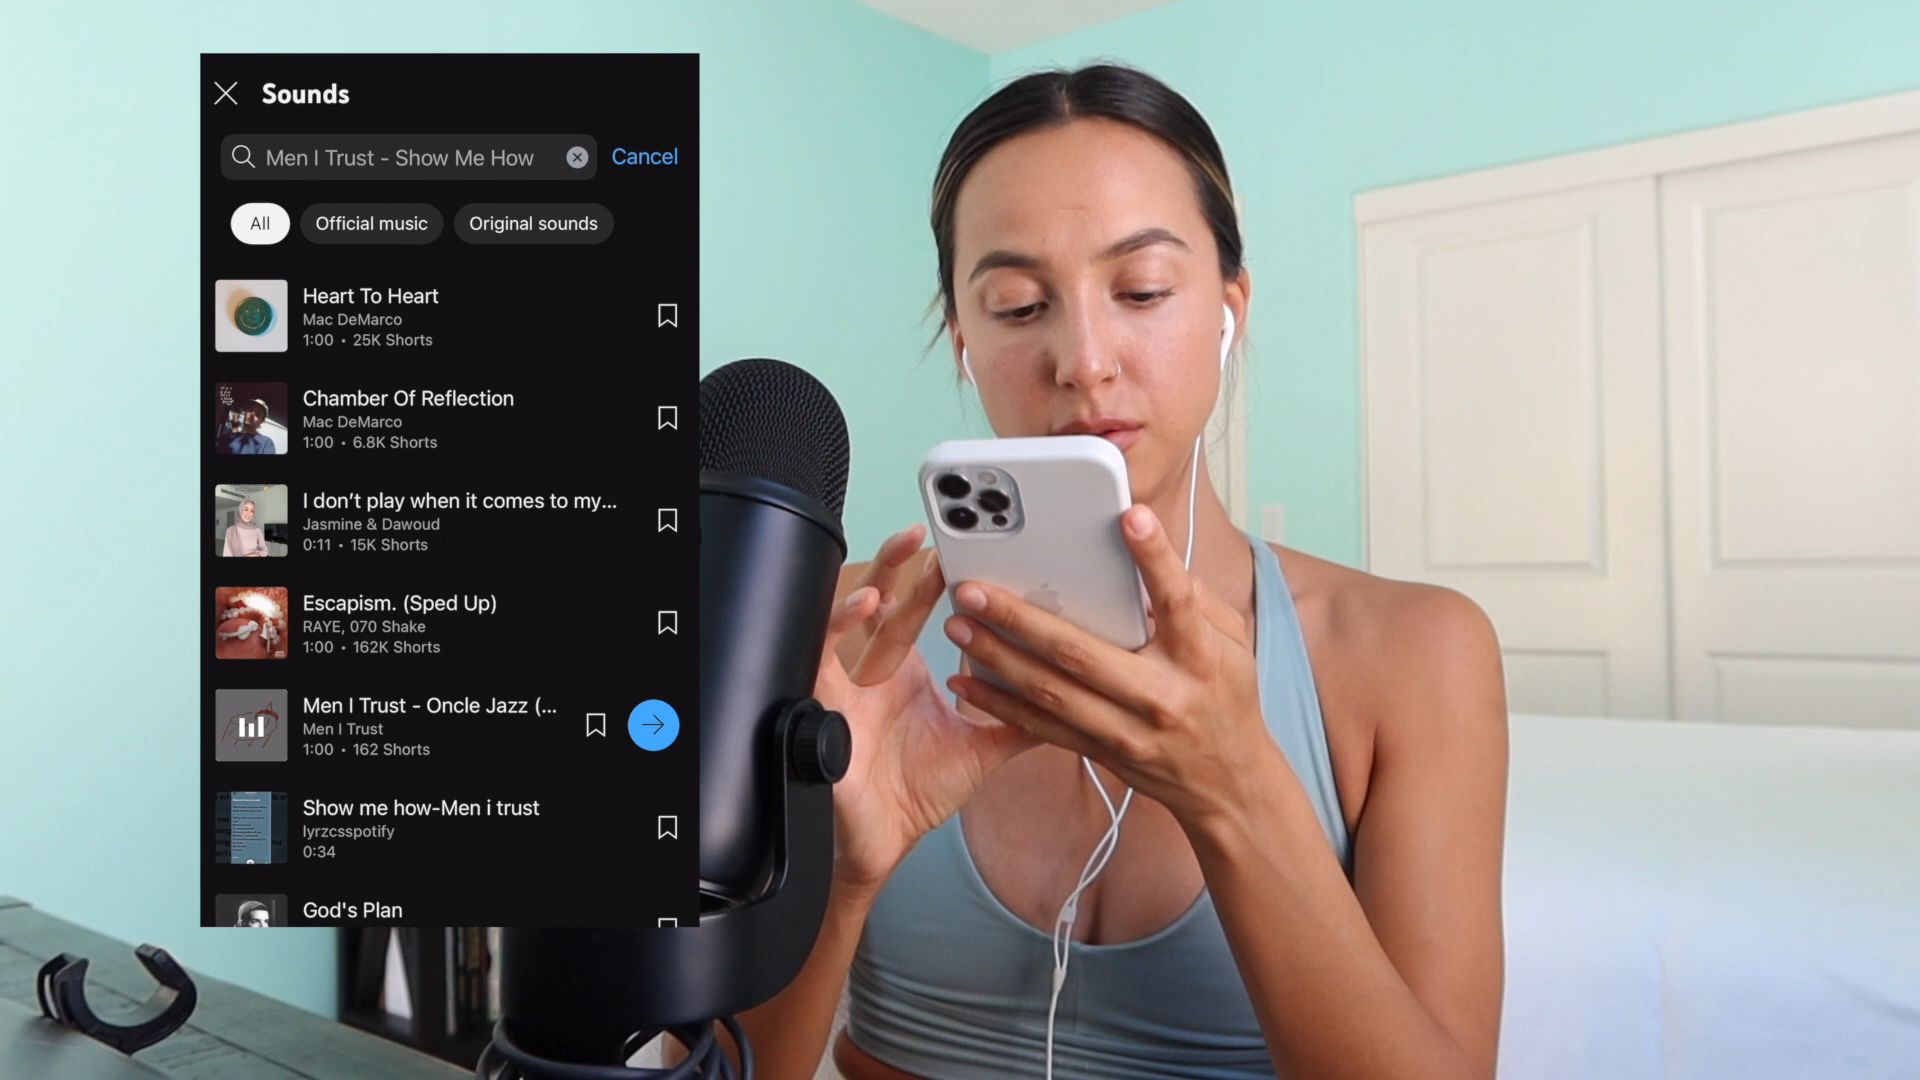 Sounds
Men I Trust - Show Me How
Cancel
All
Official music
Original sounds
Heart To Heart
Mac DeMarco
1:00 • 25K Shorts
Chamber Of Reflection
Mac DeMarco
1:00 • 6.8K Shorts
I don’t play when it comes to my...
Jasmine & Dawoud
0:11 • 15K Shorts
Escapism. (Sped Up)
RAYE, 070 Shake
1:00 • 162K Shorts
Men I Trust - Oncle Jazz (...
Men I Trust
1:00 • 162 Shorts
Show me how-Men i trust
lyrzcsspotify
0:34
God's Plan